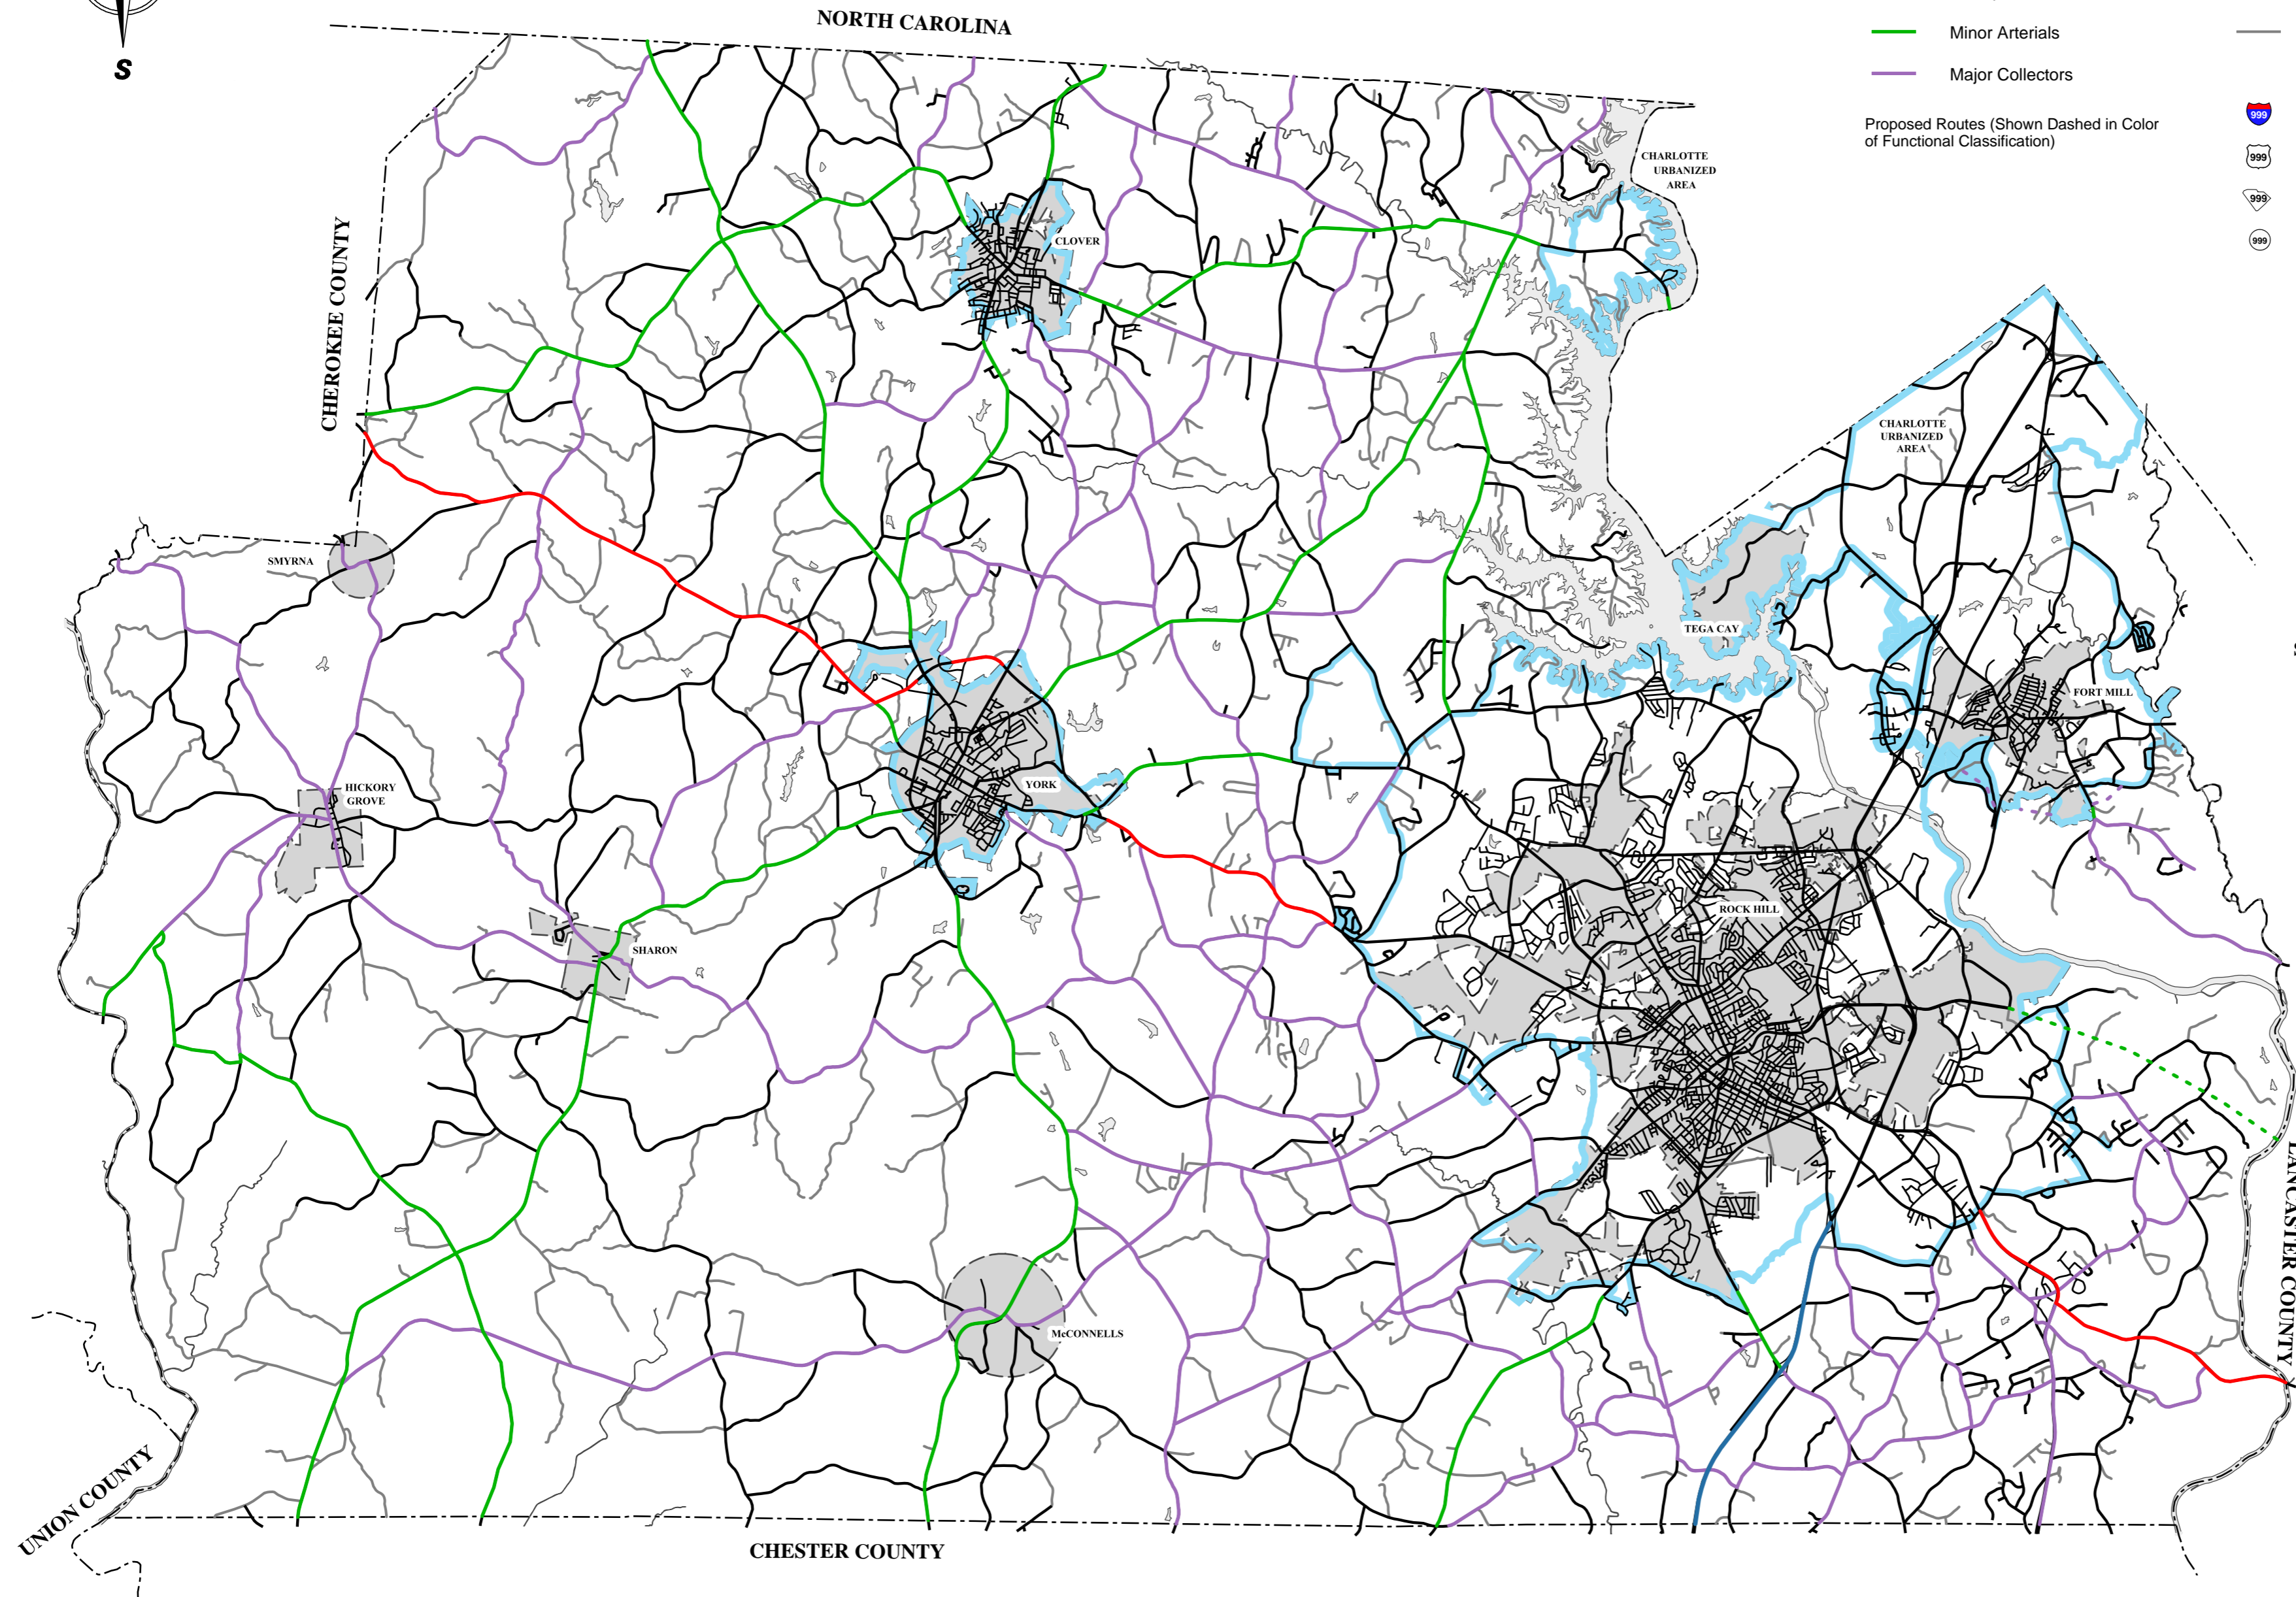 NORTH CAROLINA
Minor Arterials
Major Collectors
Proposed Routes (Shown Dashed in Color
of Functional Classification)
999
999
999
999
S
CHARLOTTE
URBANIZED
AREA
CLOVER
CHEROKEE COUNTY
CHARLOTTE
URBANIZED
AREA
SMYRNA
TEGA CAY
FORT MILL
HICKORY
GROVE
YORK
ROCK HILL
SHARON
LANCASTER COUNTY
McCONNELLS
UNION COUNTY
CHESTER COUNTY